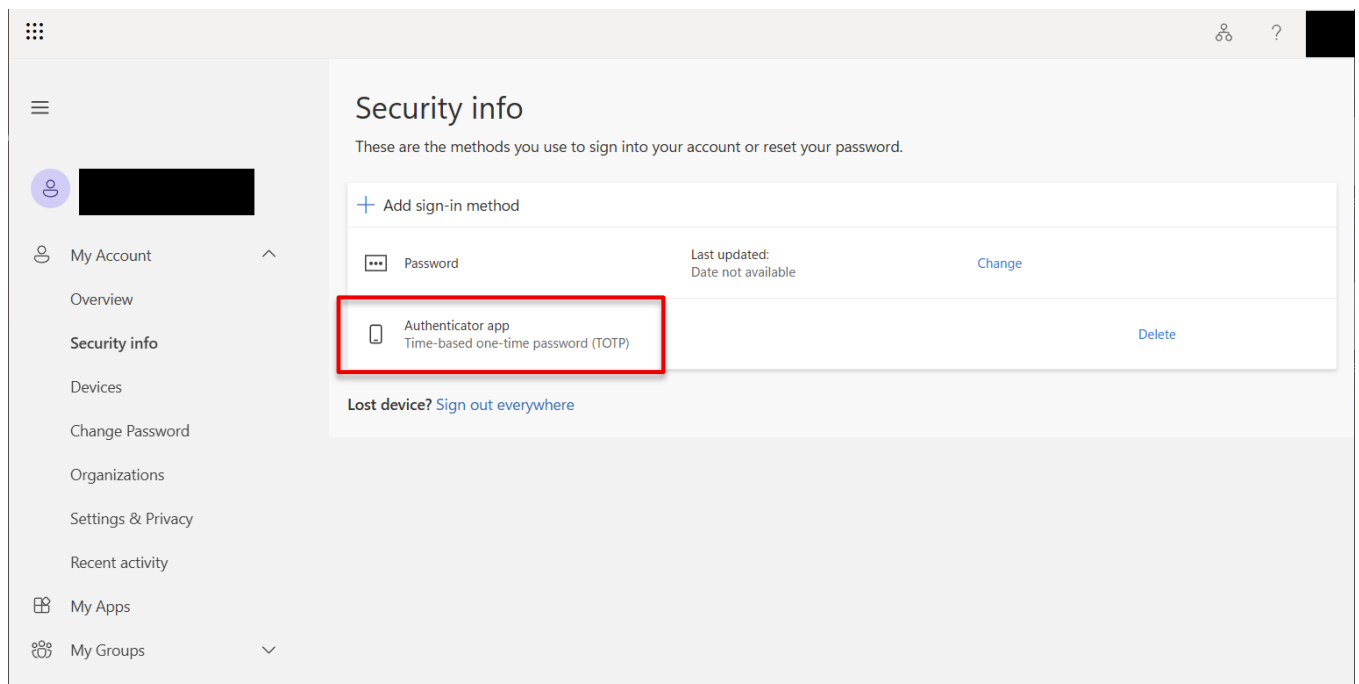 ?
Security info
These are the methods you use to sign into your account or reset your password.
Add sign-in method
Password
Last updated:
Date not available
Change
Authenticator app
Time-based one-time password (TOTP)
Delete
Lost device? Sign out everywhere
My Account
Overview
Security info
Devices
Change Password
Organizations
Settings & Privacy
Recent activity
My Apps
My Groups